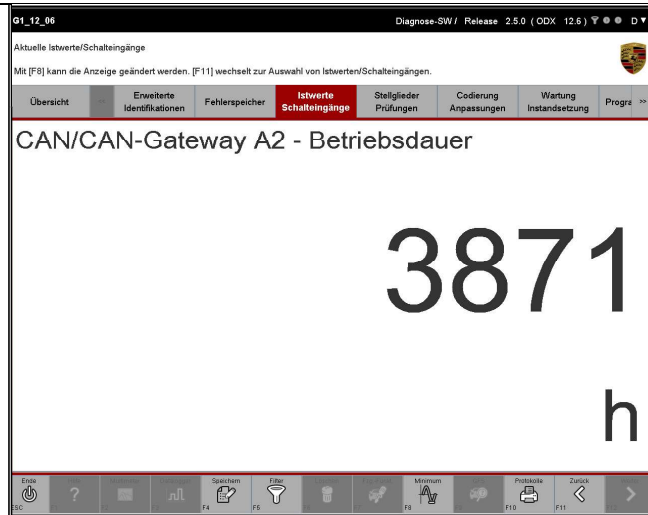 G1_12_06
Diagnose-SW / Release 2.5.0 ( ODX 12.6 ) D
Aktuelle Istwerte/Schalteingänge
Mit [F8] kann die Anzeige geändert werden. [F11] wechselt zur Auswahl von Istwerten/Schalteingängen.
Übersicht << Erweiterte Identifikationen Fehlerspeicher Istwerte Schalteingänge Stellglieder Prüfungen Codierung Anpassungen Wartung Instandsetzung Progra >>
CAN/CAN-Gateway A2 - Betriebsdauer
3871
h
Ende Speichern Filter Minimum Protokolle Zurück
ESC F4 F5 F8 F10 F11